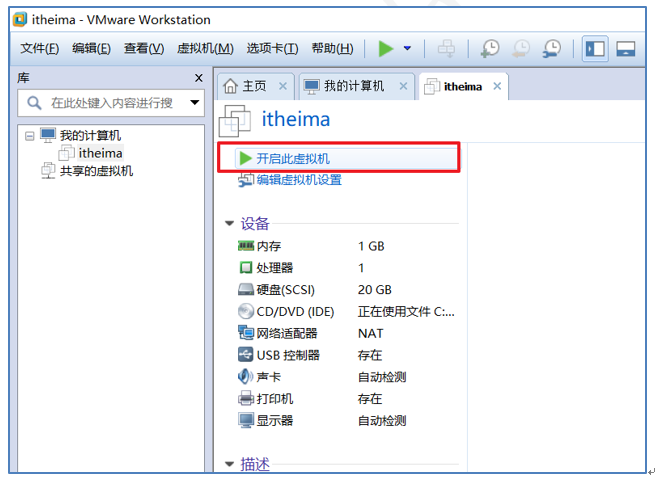 itheima - VMware Workstation
文件(F) 编辑(E) 查看(V) 虚拟机(M) 选项卡(T) 帮助(H)
库
在此处键入内容进行搜
我的计算机
itheima
共享的虚拟机
主页 我的计算机 itheima
itheima
开启此虚拟机
编辑虚拟机设置
设备
内存 1 GB
处理器 1
硬盘(SCSI) 20 GB
CD/DVD (IDE) 正在使用文件 C:...
网络适配器 NAT
USB 控制器 存在
声卡 自动检测
打印机 存在
显示器 自动检测
描述